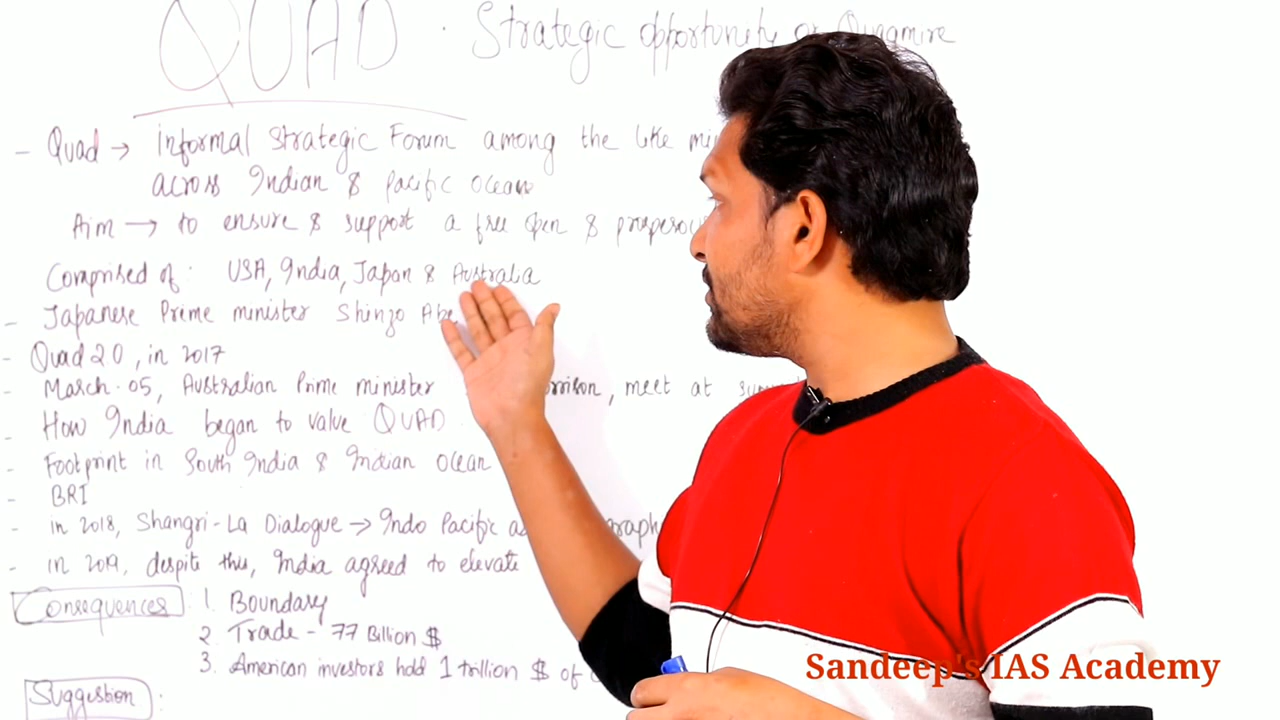 QUAD . Strategic opportunity or Quagmire
- Quad → informal strategic Forum among the like
across Indian & Pacific Ocean
Aim → to ensure & support a free open & prosperou
Comprised of : USA, India, Japan & Australia
- Japanese Prime minister Shinzo Abe
- Quad 2.0, in 2017
- March-05, Australian Prime minister rrison, meet at
- How India began to value QUAD
- Footprint in South India & Indian Ocean
- BRI
- in 2018, Shangri-La Dialogue → Indo Pacific as graph
- in 2019, despite this, India agreed to elevate
Consequences : 1. Boundary
2. Trade - 77 Billion $
3. American investors hold 1 trillion $ of
Suggestion :
Sandeep's IAS Academy